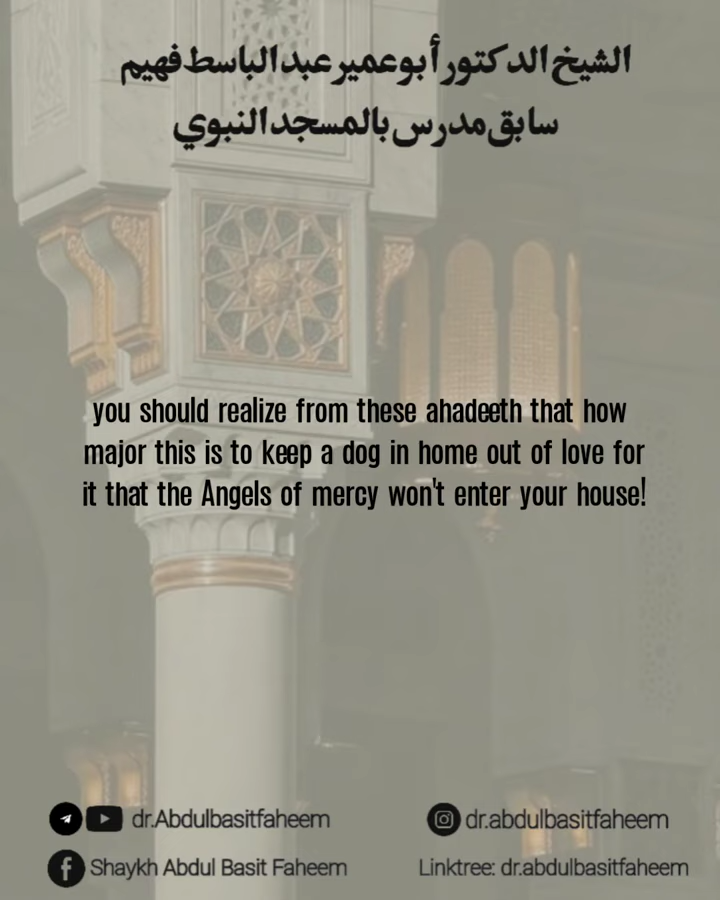 الشيخ الدكتور أبو عمير عبد الباسط فهيم
سابق مدرس بالمسجد النبوي
you should realize from these ahadeeth that how
major this is to keep a dog in home out of love for
it that the Angels of mercy won't enter your house!
dr.Abdulbasitfaheem
dr.abdulbasitfaheem
Shaykh Abdul Basit Faheem
Linktree: dr.abdulbasitfaheem